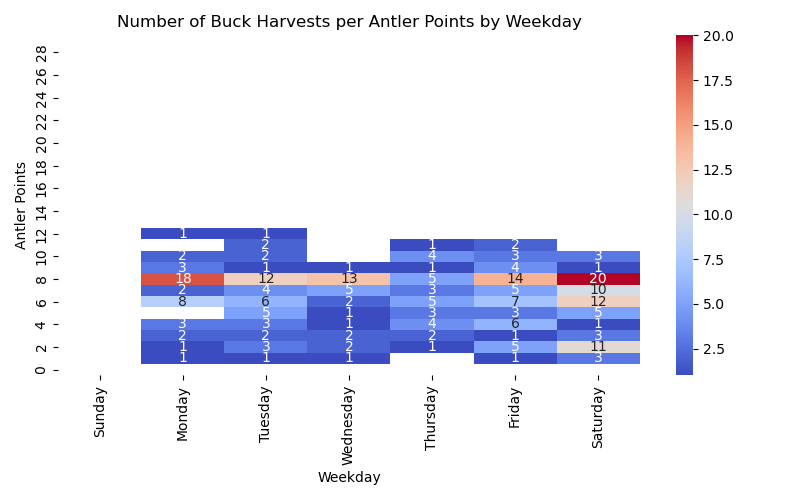 Number of Buck Harvests per Antler Points by Weekday
Antler Points
28
26
24
22
20
18
16
14
12
10
8
6
4
2
0
1 1
2 1 2
2 2 4 3 3
3 1 1 1 4 1
18 12 13 5 14 20
2 4 5 3 5 10
8 6 2 5 7 12
5 1 3 3 5
3 3 1 4 6 1
2 2 2 2 1 3
1 3 2 1 5 11
1 1 1 1 3
Sunday
Monday
Tuesday
Wednesday
Thursday
Friday
Saturday
Weekday
20.0
17.5
15.0
12.5
10.0
7.5
5.0
2.5